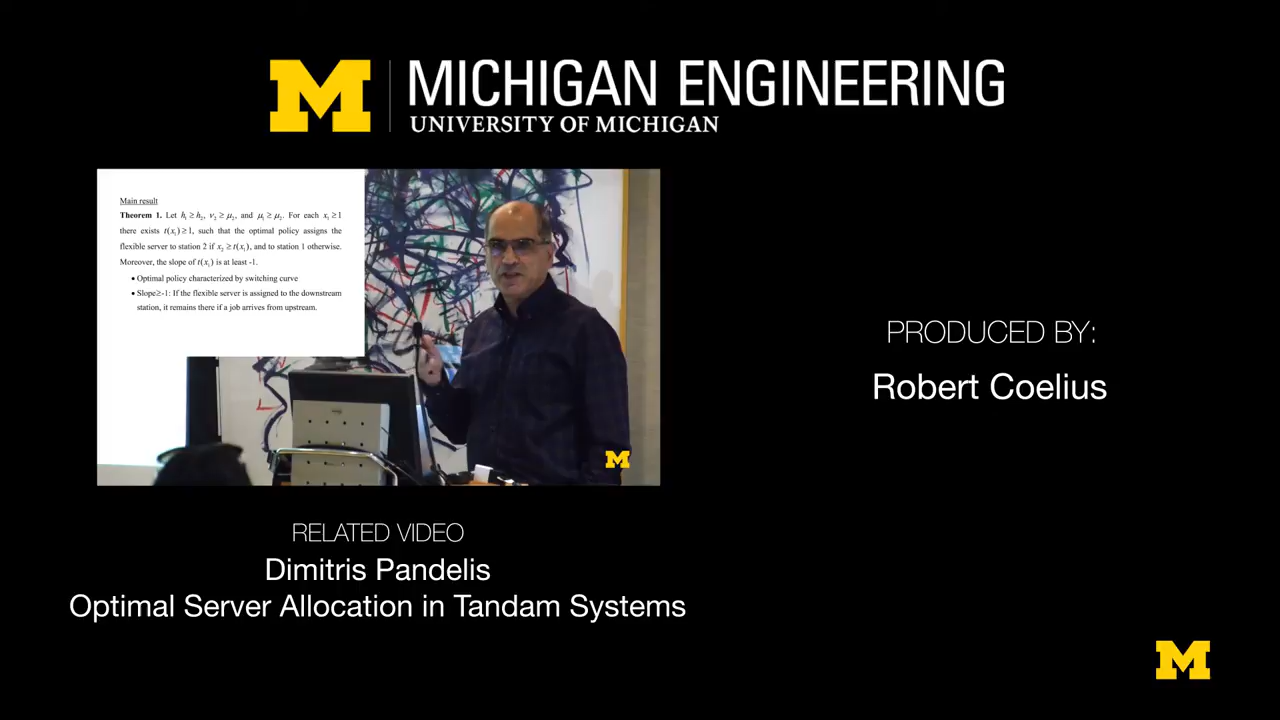 M
MICHIGAN ENGINEERING
UNIVERSITY OF MICHIGAN
Main result
Theorem 1. Let h₁ ≥ h₂, ν₂ ≥ μ₂, and μ₁ ≥ μ₂. For each x₁ ≥ 1
there exists t(x₁) ≥ 1, such that the optimal policy assigns the
flexible server to station 2 if x₂ ≥ t(x₁), and to station 1 otherwise.
Moreover, the slope of t(x₁) is at least -1.
• Optimal policy characterized by switching curve
• Slope≥-1: If the flexible server is assigned to the downstream
station, it remains there if a job arrives from upstream.
M
PRODUCED BY:
Robert Coelius
RELATED VIDEO
Dimitris Pandelis
Optimal Server Allocation in Tandam Systems
M